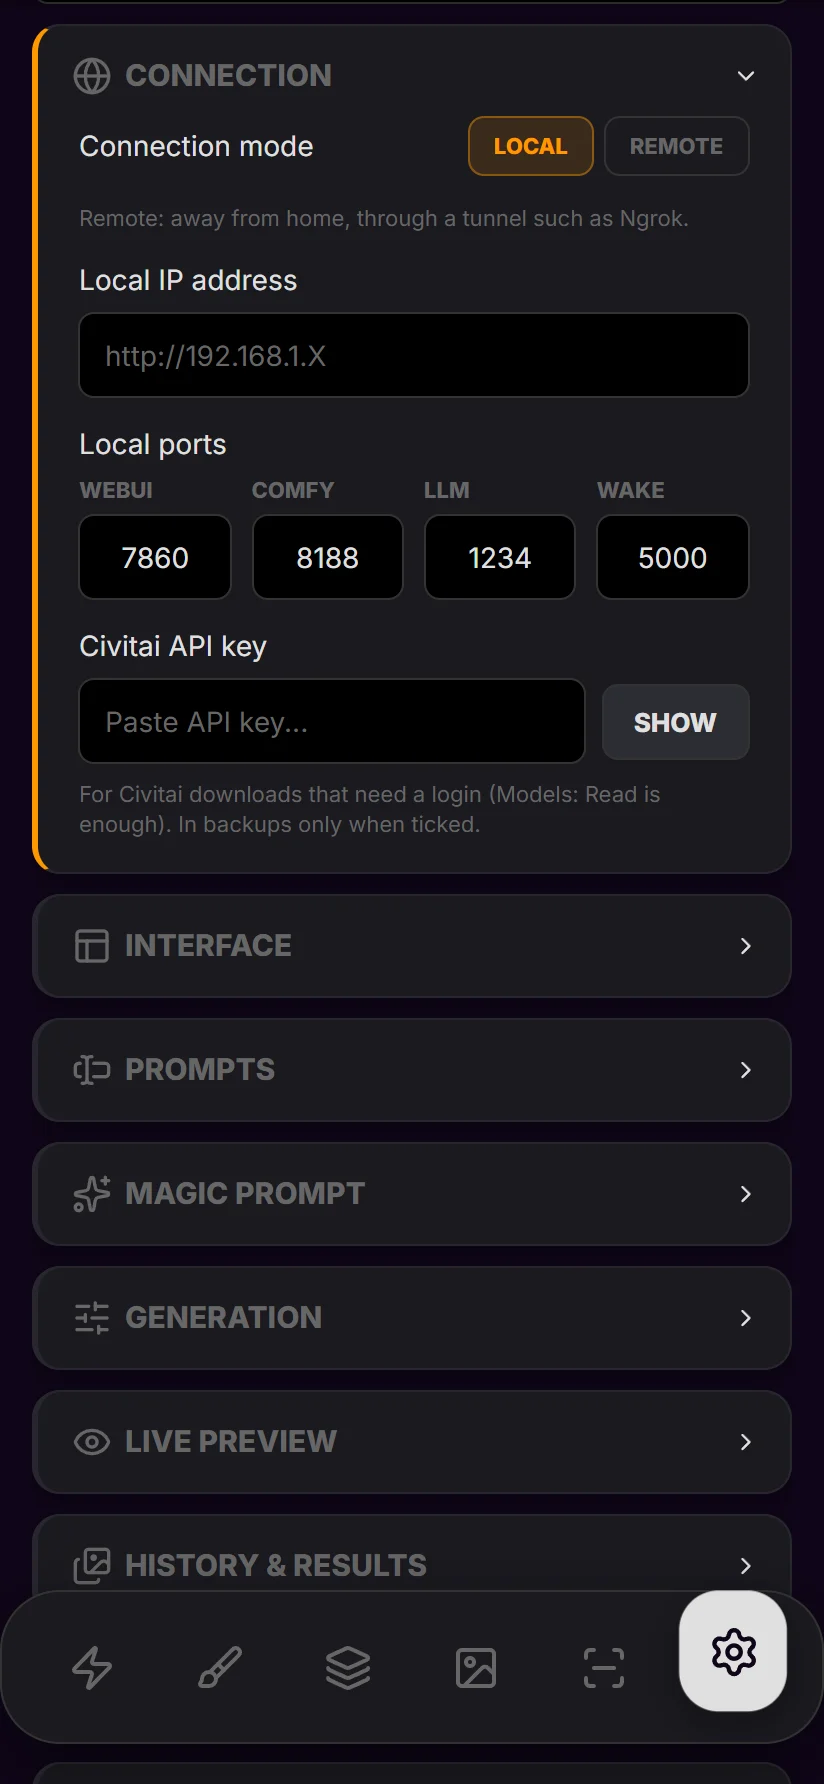 CONNECTION
Connection mode
LOCAL
REMOTE
Remote: away from home, through a tunnel such as Ngrok.
Local IP address
http://192.168.1.X
Local ports
WEBUI
COMFY
LLM
WAKE
7860
8188
1234
5000
Civitai API key
Paste API key...
SHOW
For Civitai downloads that need a login (Models: Read is
enough). In backups only when ticked.
INTERFACE
PROMPTS
MAGIC PROMPT
GENERATION
LIVE PREVIEW
HISTORY & RESULTS